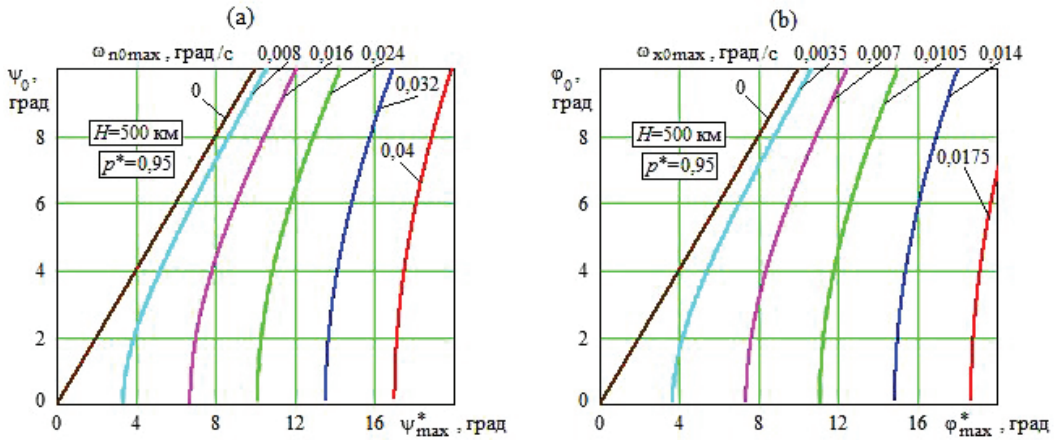 (a)
ω n0max , град/с 0,008 0,016 0,024
ψ0 ,
град
0
0,032
8
H=500 км
p*=0,95
0,04
6
4
2
0
0 4 8 12 16 ψ*max , град
(b)
ω x0max , град/с 0,0035 0,007 0,0105 0,014
φ0 ,
град
0
8
H=500 км
p*=0,95
0,0175
6
4
2
0
0 4 8 12 16 φ*max , град